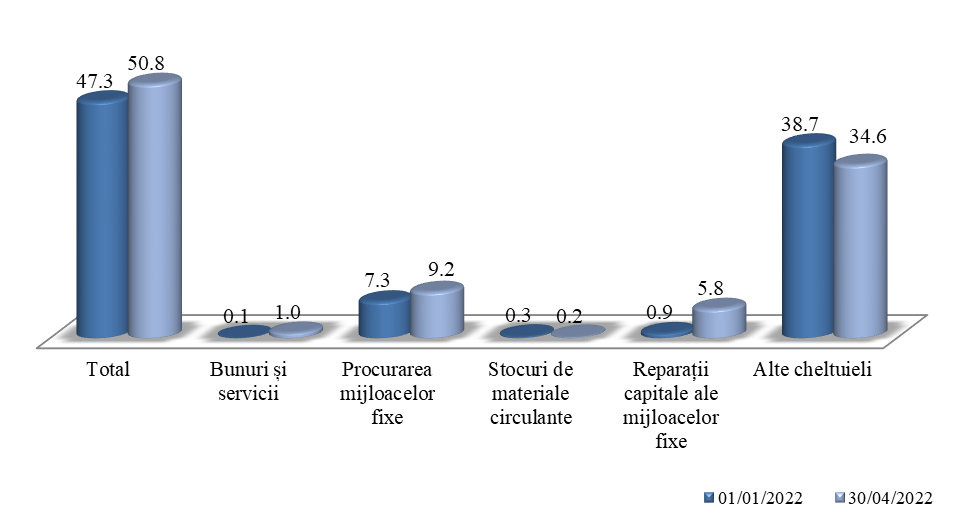 47.3
50.8
0.1
1.0
7.3
9.2
0.3
0.2
0.9
5.8
38.7
34.6
Total
Bunuri și
servicii
Procurarea
mijloacelor
fixe
Stocuri de
materiale
circulante
Reparații
capitale ale
mijloacelor
fixe
Alte cheltuieli
01/01/2022
30/04/2022